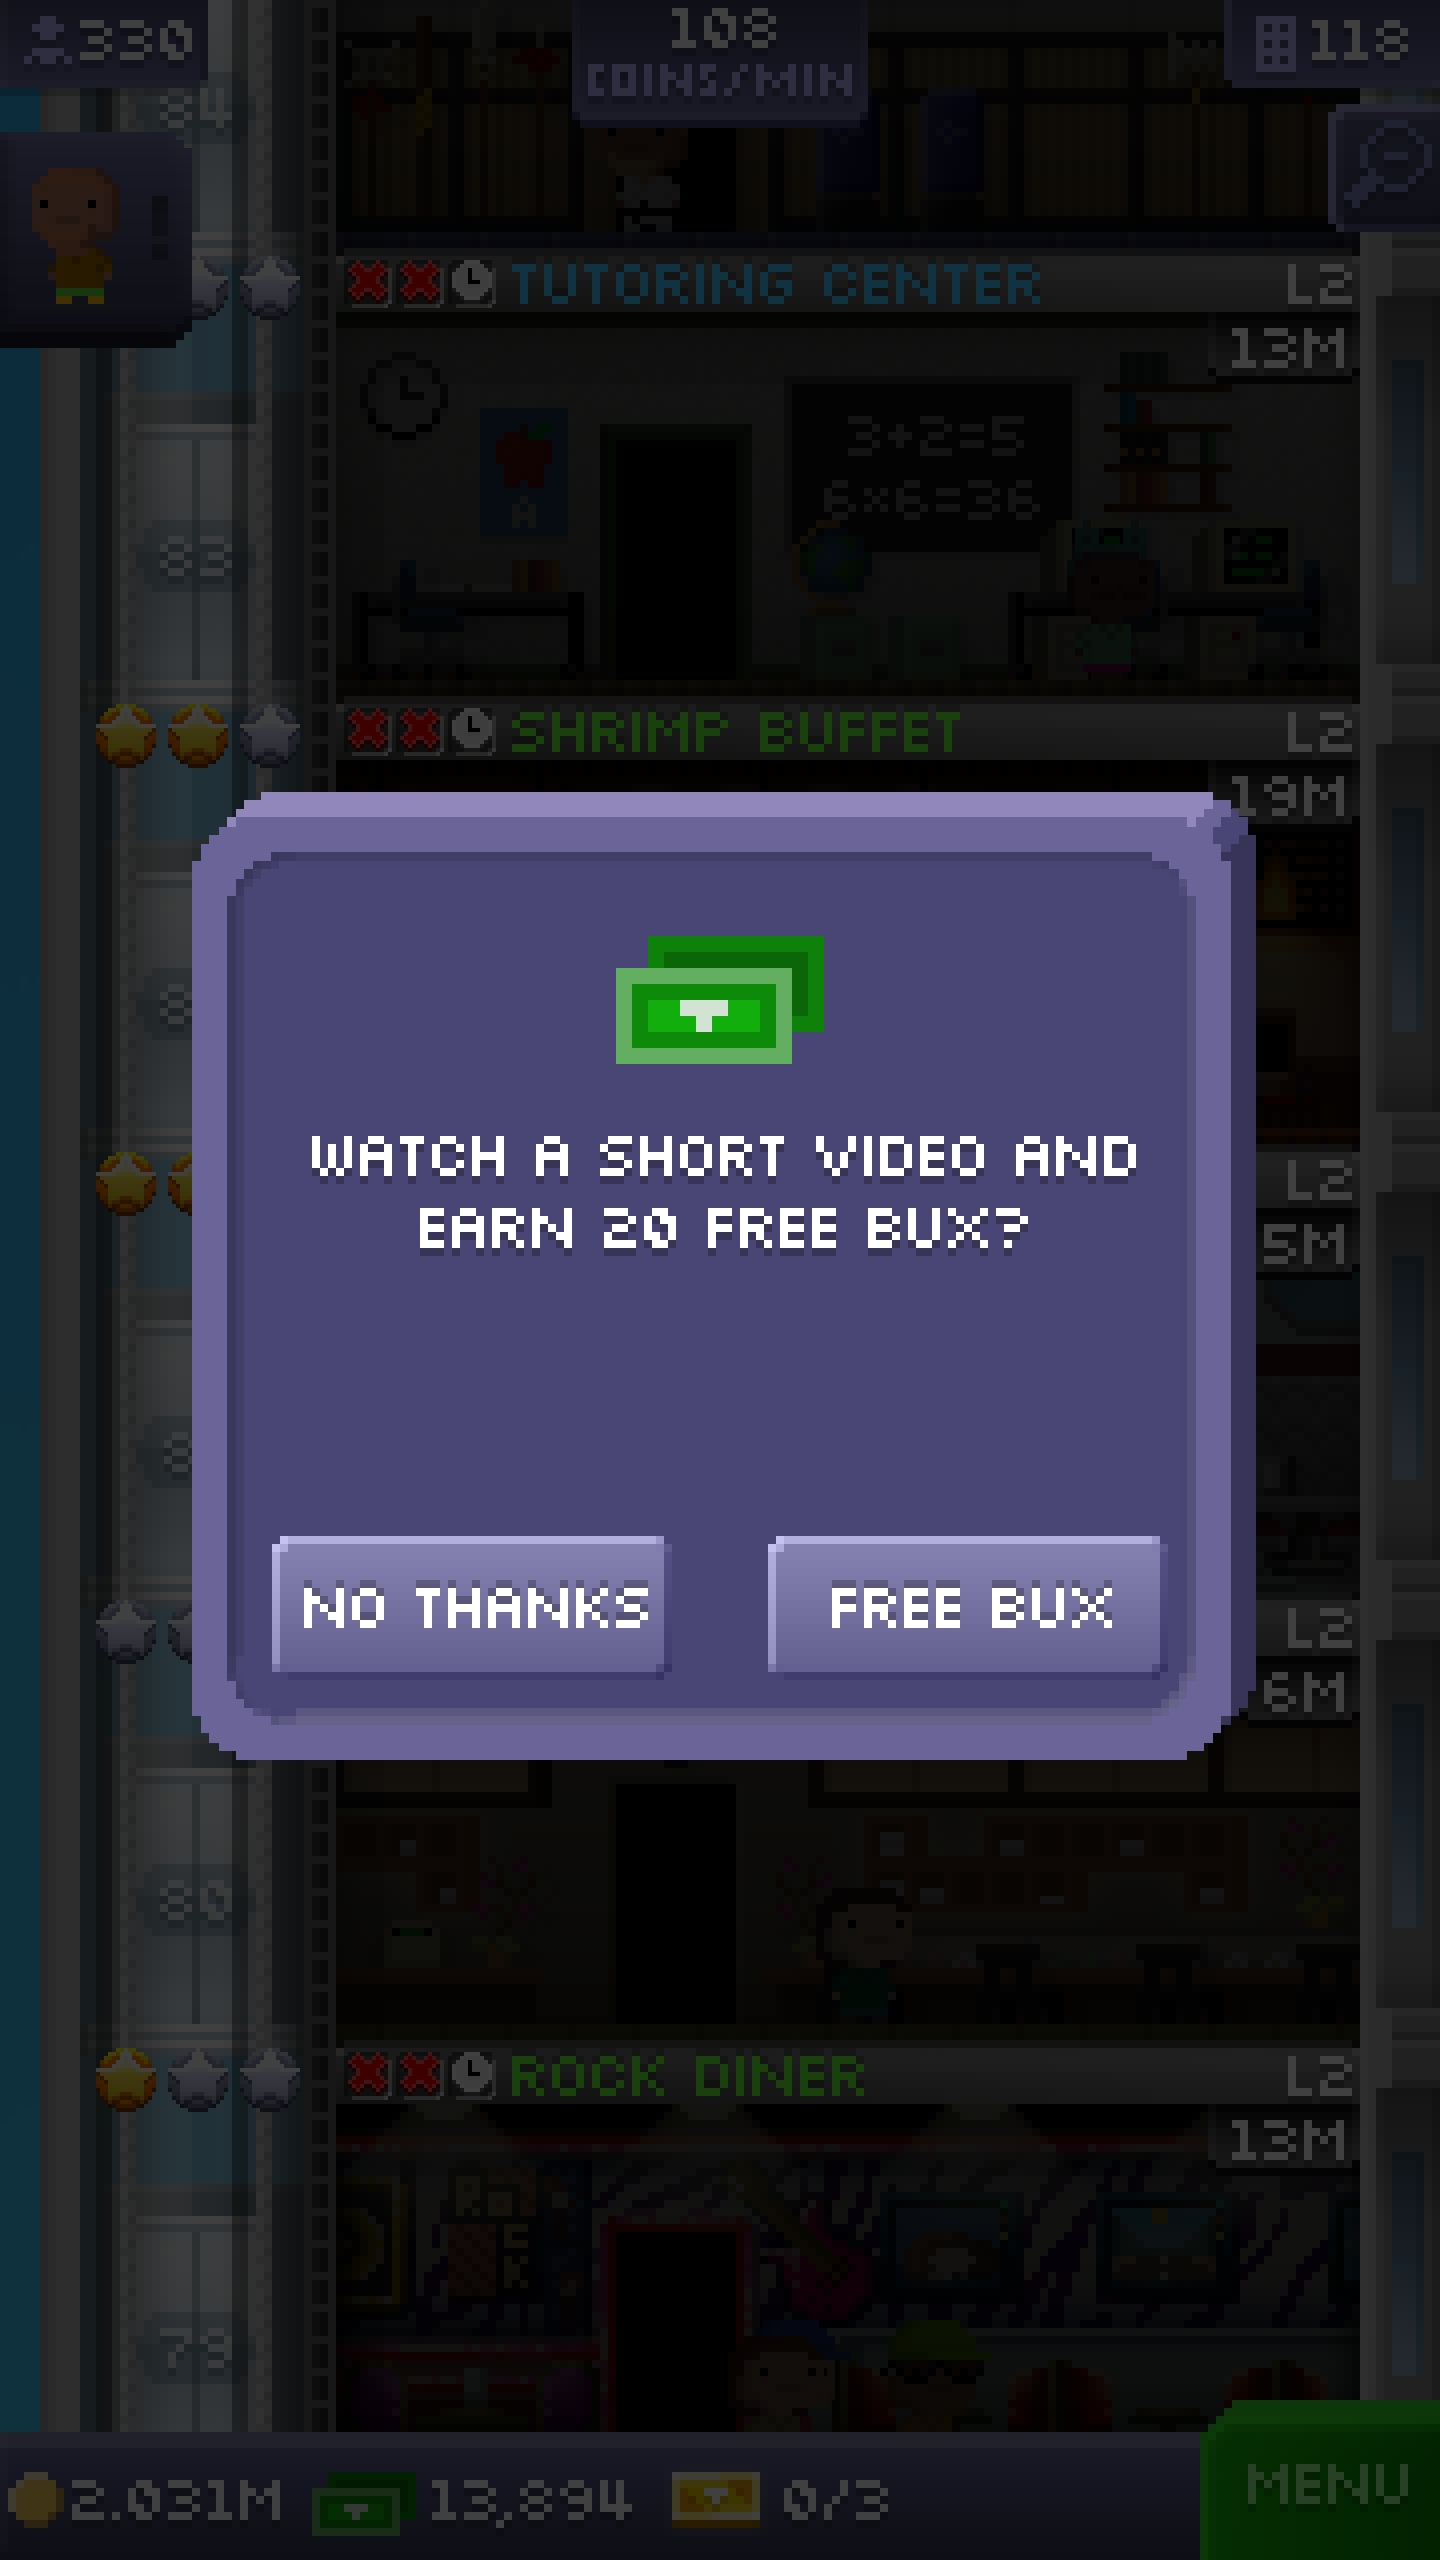 330
108
COINS/MIN
118
84
TUTORING CENTER
L2
13M
3+2=5
6×6=36
A
83
SHRIMP BUFFET
L2
19M
WATCH A SHORT VIDEO AND
EARN 20 FREE BUX?
L2
5M
NO THANKS
FREE BUX
L2
6M
80
ROCK DINER
L2
13M
2.031M
13,894
0/3
MENU